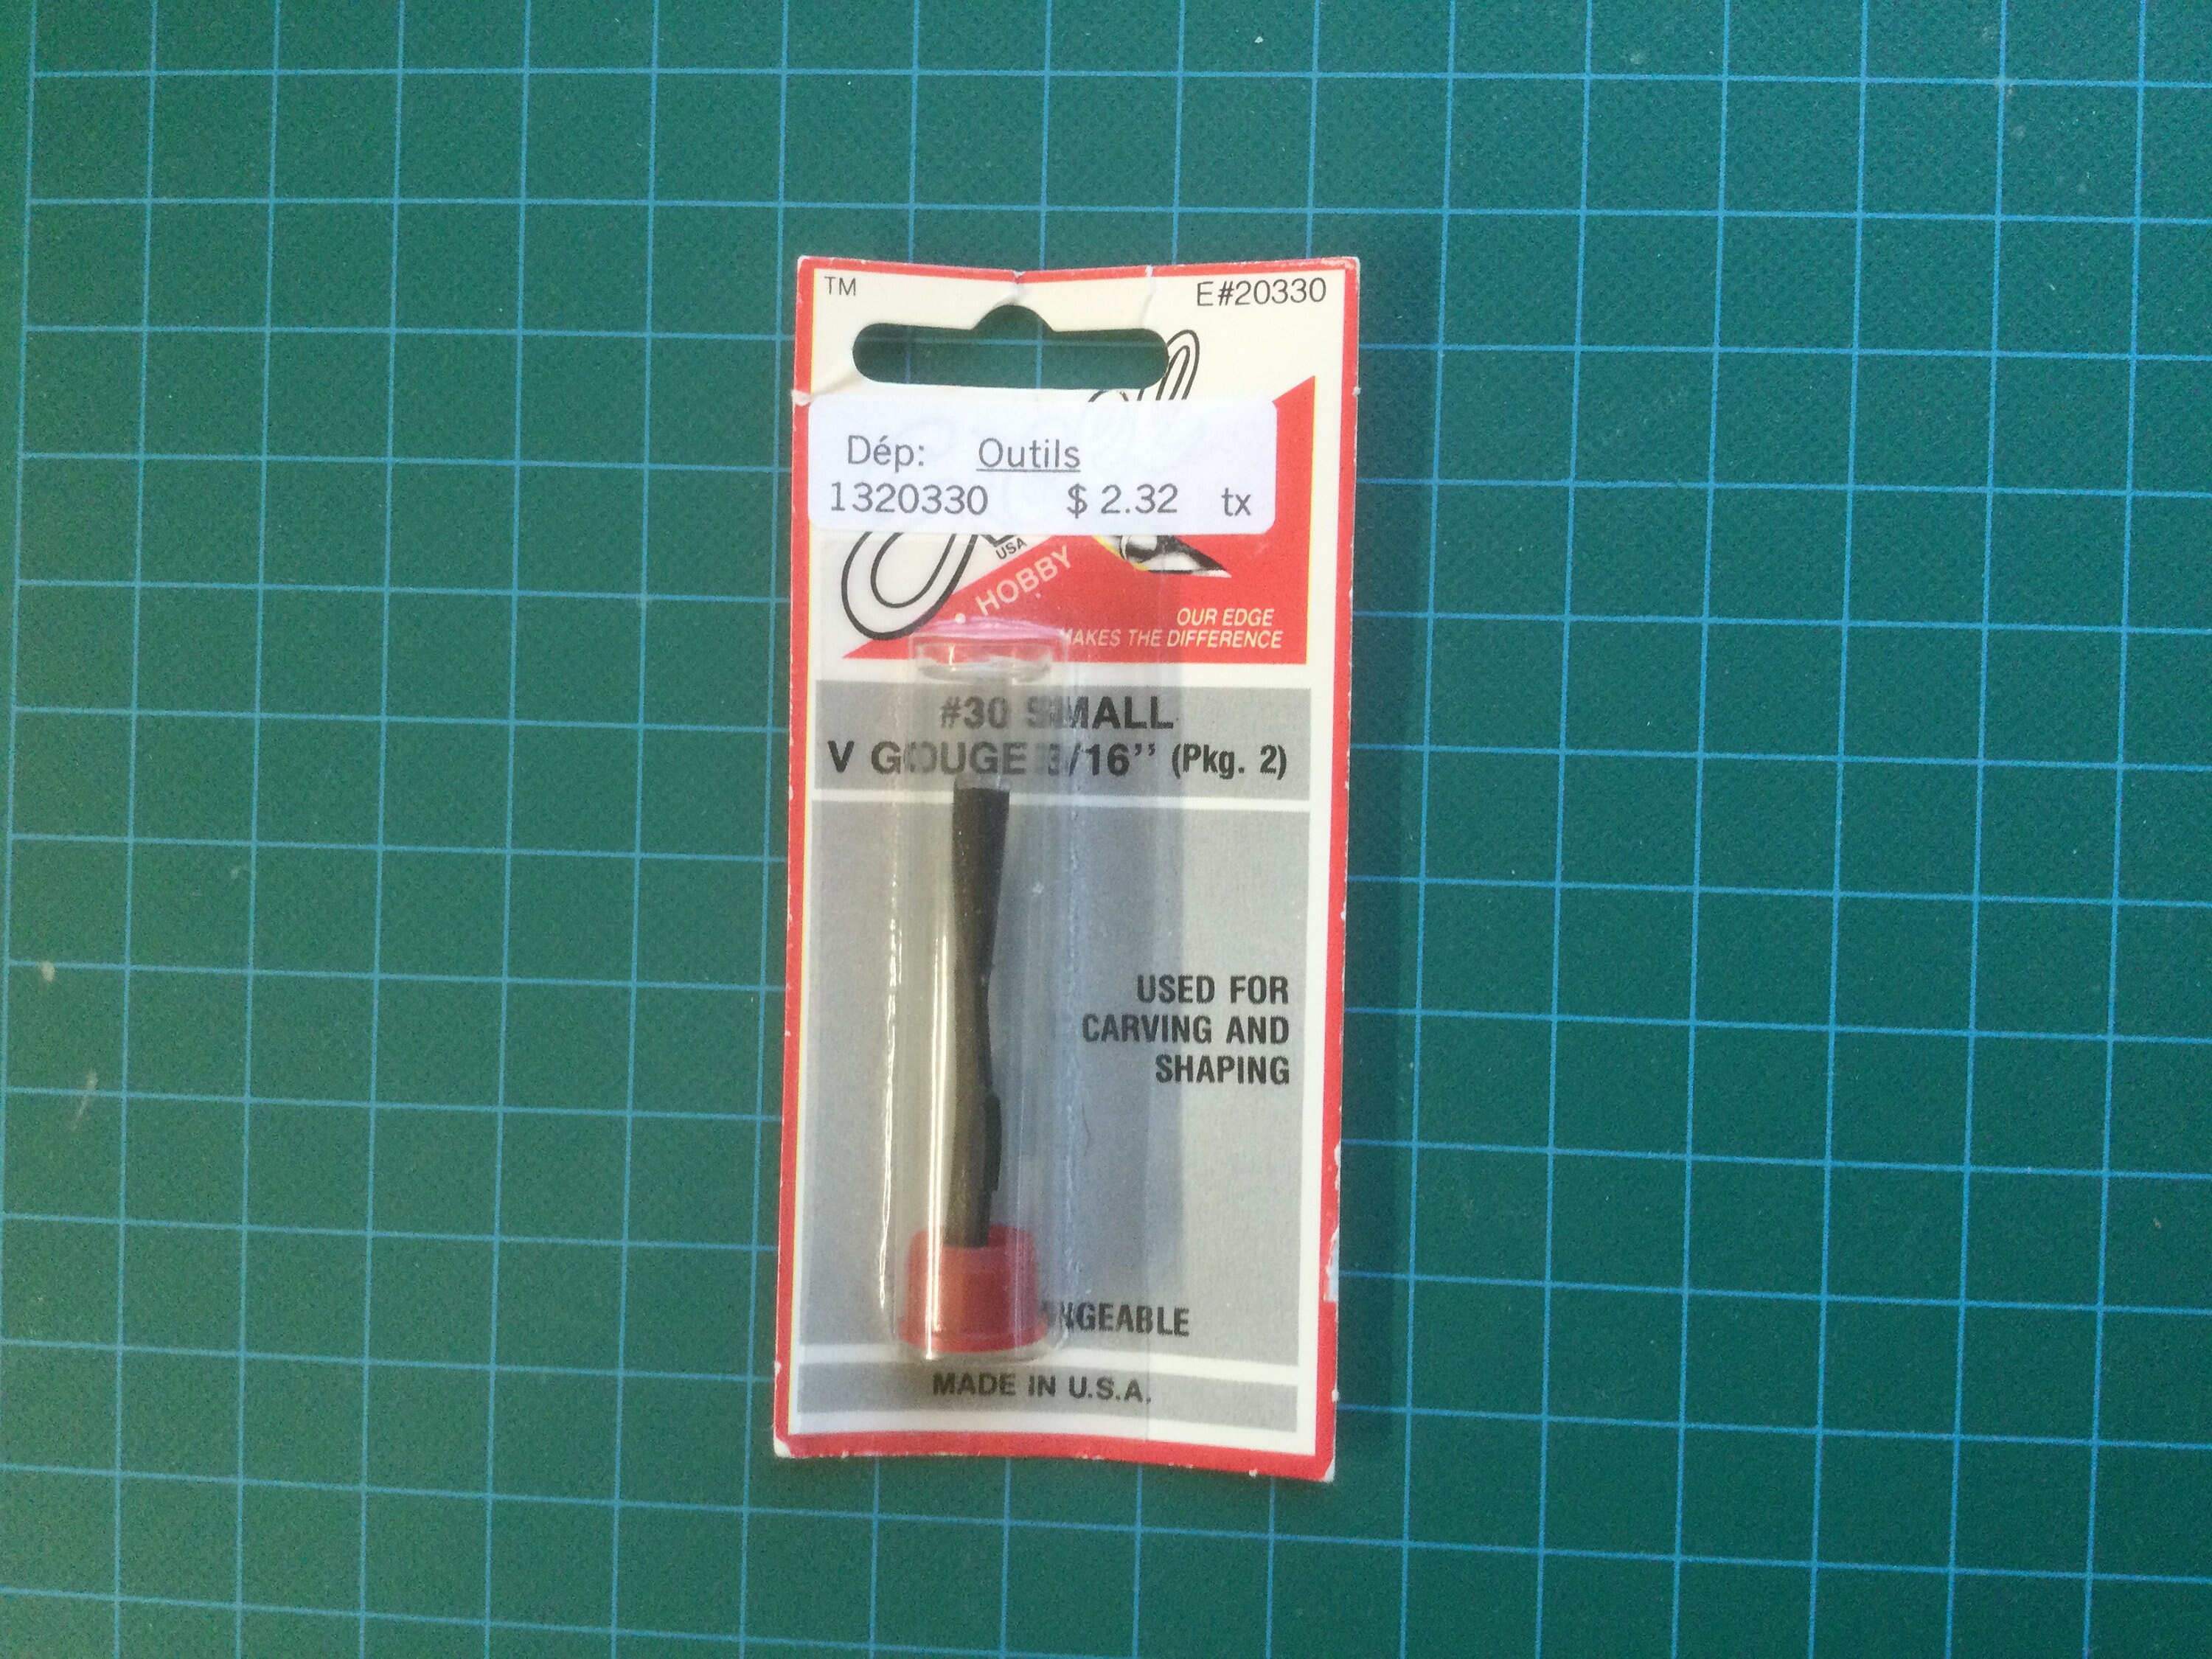 TM
E#20330
Dép: Outils
1320330 $ 2.32 tx
USA
HOBBY
OUR EDGE
MAKES THE DIFFERENCE
#30 SMALL
V GOUGE 3/16" (Pkg. 2)
USED FOR
CARVING AND
SHAPING
NGEABLE
MADE IN U.S.A.